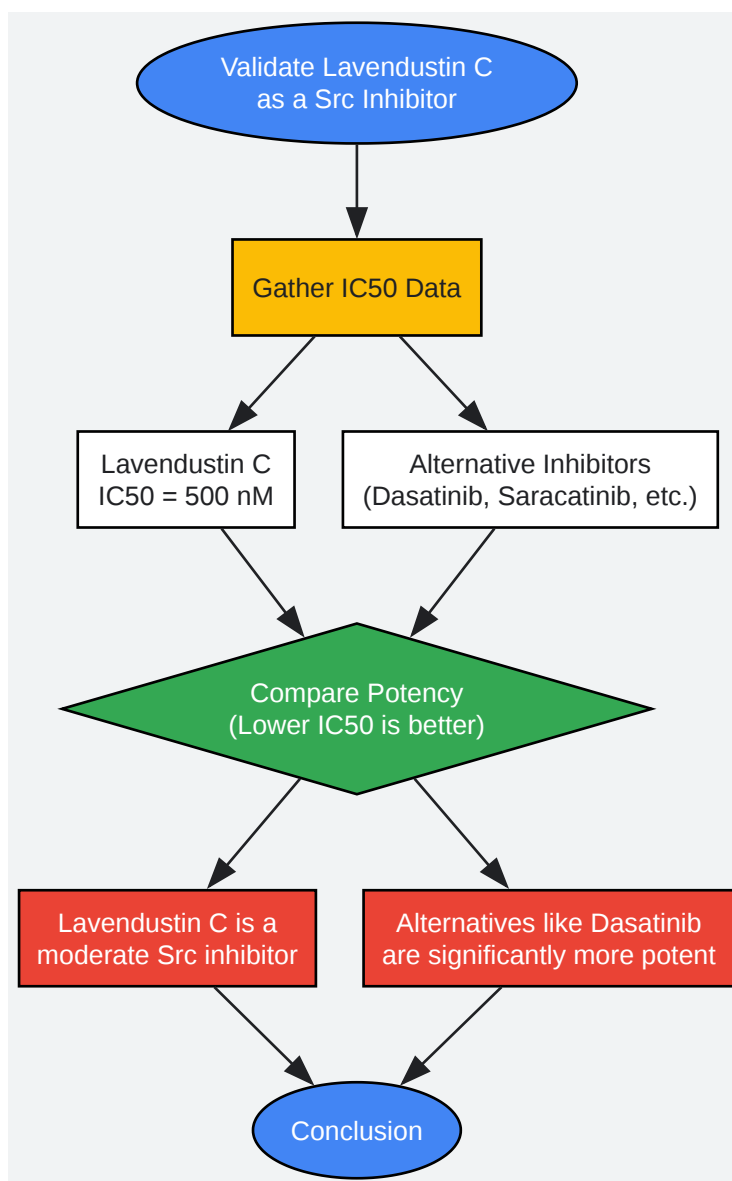 Validate Lavendustin C
as a Src Inhibitor
Gather IC50 Data
Lavendustin C
IC50 = 500 nM
Alternative Inhibitors
(Dasatinib, Saracatinib, etc.)
Compare Potency
(Lower IC50 is better)
Lavendustin C is a
moderate Src inhibitor
Alternatives like Dasatinib
are significantly more potent
Conclusion